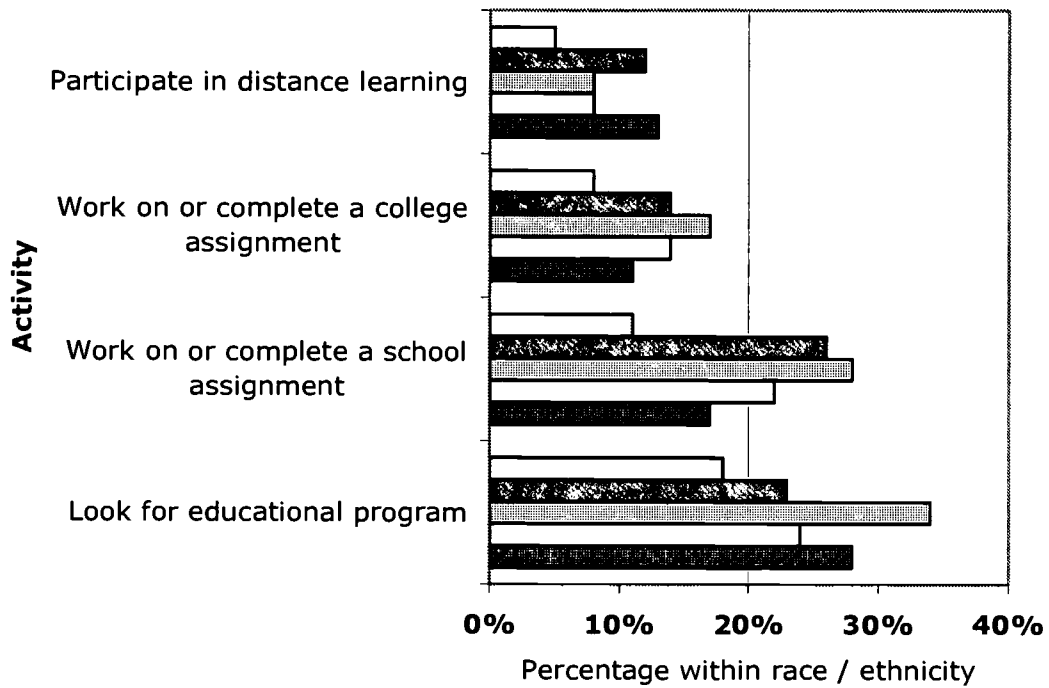 Participate in distance learning
Work on or complete a college
assignment
Activity
Work on or complete a school
assignment
Look for educational program
0% 10% 20% 30% 40%
Percentage within race / ethnicity